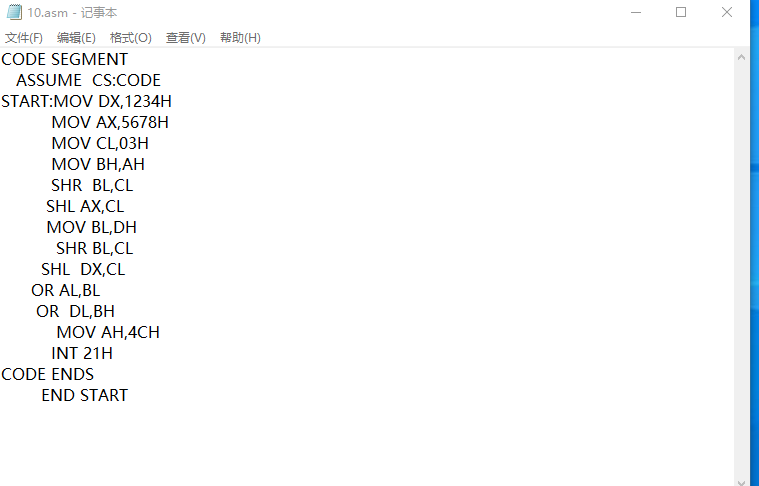 10.asm - 记事本
文件(F) 编辑(E) 格式(O) 查看(V) 帮助(H)
CODE SEGMENT
ASSUME CS:CODE
START:MOV DX,1234H
MOV AX,5678H
MOV CL,03H
MOV BH,AH
SHR BL,CL
SHL AX,CL
MOV BL,DH
SHR BL,CL
SHL DX,CL
OR AL,BL
OR DL,BH
MOV AH,4CH
INT 21H
CODE ENDS
END START